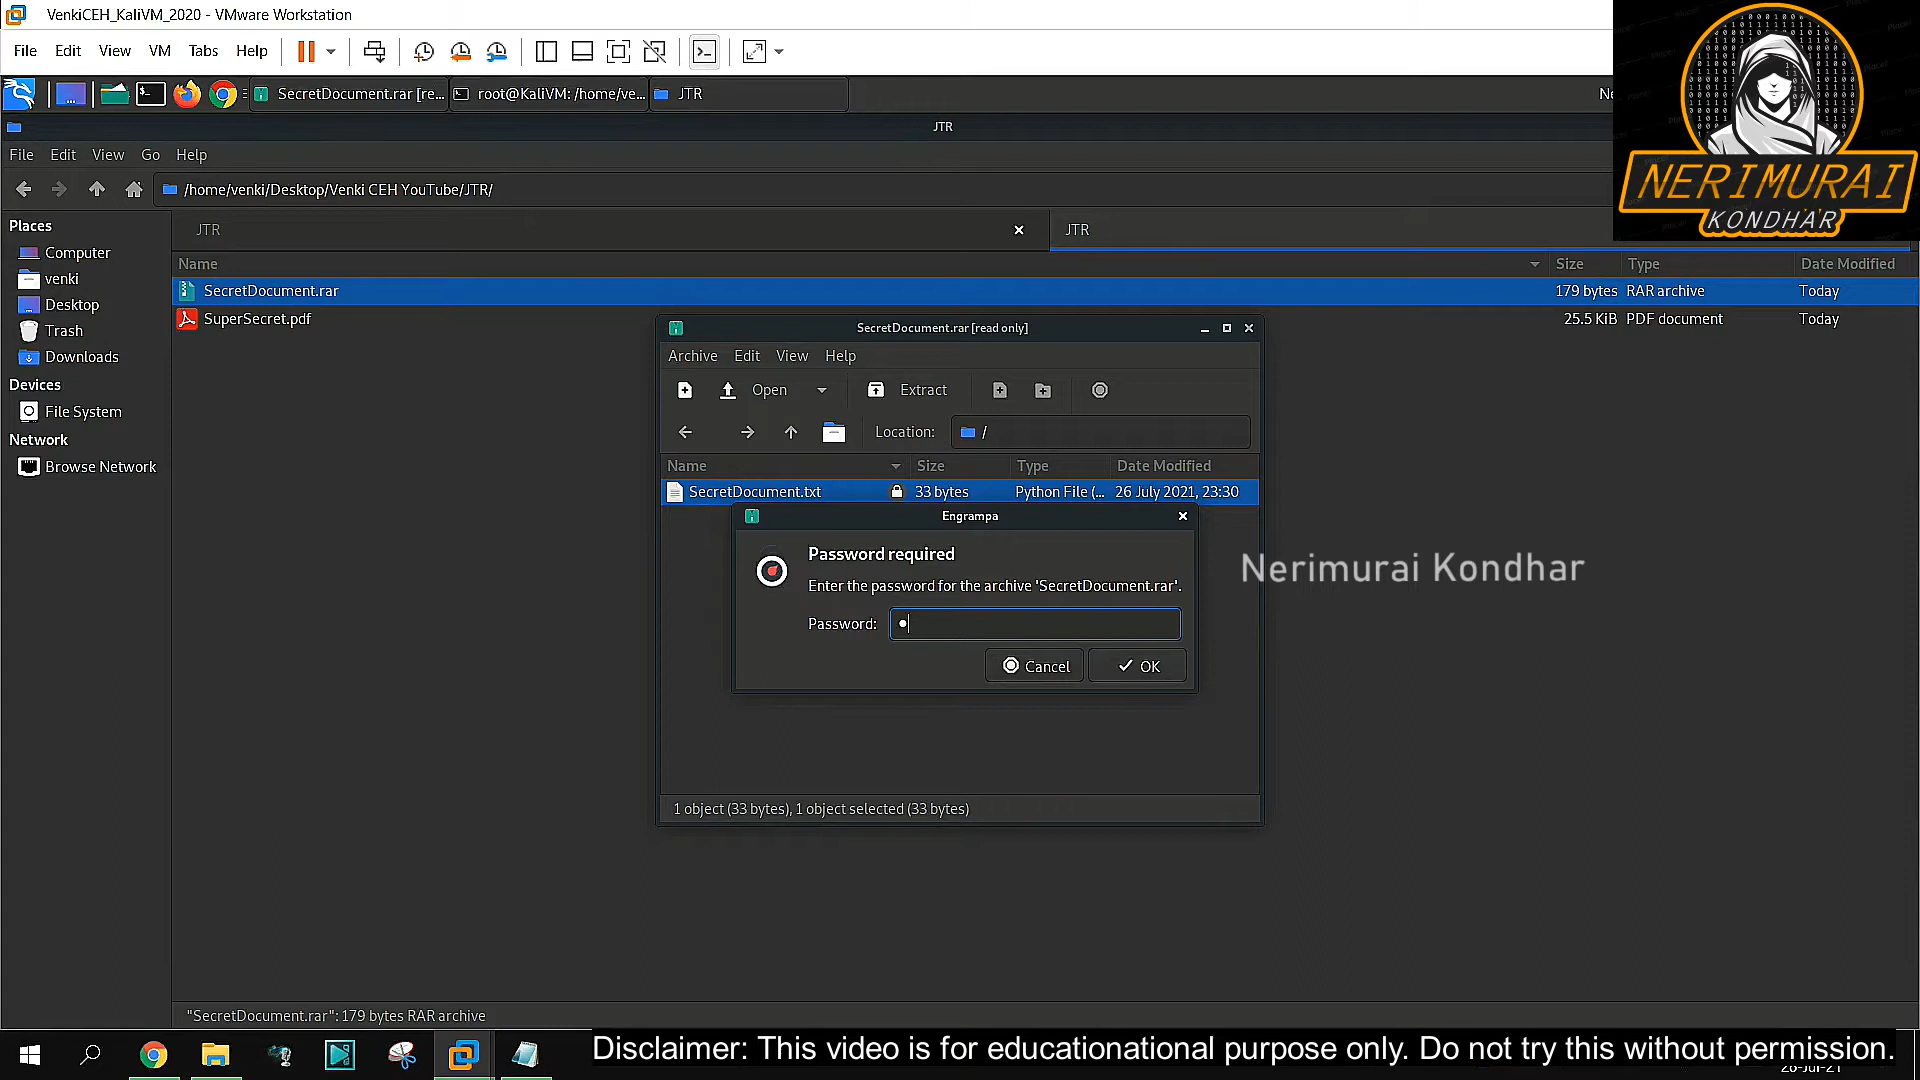 VenkiCEH_KaliVM_2020 - VMware Workstation
File Edit View VM Tabs Help
SecretDocument.rar [re... root@KaliVM: /home/ve... JTR
JTR
File Edit View Go Help
/home/venki/Desktop/Venki CEH YouTube/JTR/
NERIMURAI
KONDHAR
Places
Computer
venki
Desktop
Trash
Downloads
Devices
File System
Network
Browse Network
JTR JTR
Name Size Type Date Modified
SecretDocument.rar 179 bytes RAR archive Today
SuperSecret.pdf 25.5 KiB PDF document Today
SecretDocument.rar [read only]
Archive Edit View Help
Open Extract
Location: /
Name Size Type Date Modified
SecretDocument.txt 33 bytes Python File (... 26 July 2021, 23:30
Engrampa
Password required
Enter the password for the archive 'SecretDocument.rar'.
Password:
Cancel OK
Nerimurai Kondhar
1 object (33 bytes), 1 object selected (33 bytes)
"SecretDocument.rar": 179 bytes RAR archive
Disclaimer: This video is for educationational purpose only. Do not try this without permission.